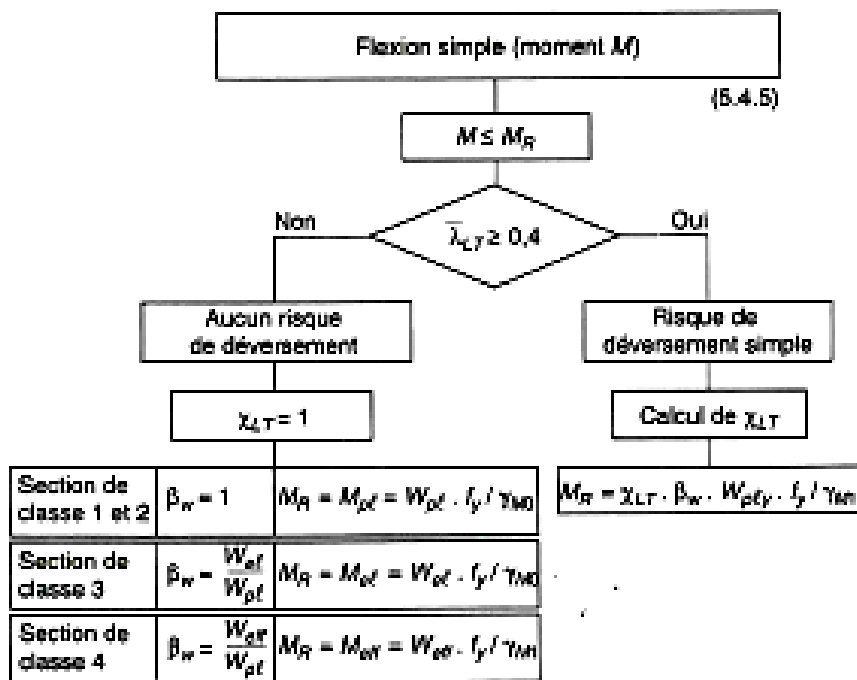 Flexion simple (moment M)
(5.4.5)
M ≤ M_R
Non
λ̅_LT ≥ 0,4
Oui
Aucun risque
de déversement
Risque de
déversement simple
χ_LT = 1
Calcul de χ_LT
Section de
classe 1 et 2
β_w = 1
M_R = M_pℓ = W_pℓ . f_y / γ_M0
M_R = χ_LT . β_w . W_pℓy . f_y / γ_M1
Section de
classe 3
β_w = W_eℓ / W_pℓ
M_R = M_eℓ = W_eℓ . f_y / γ_M0
Section de
classe 4
β_w = W_eff / W_pℓ
M_R = M_eff = W_eff . f_y / γ_M1